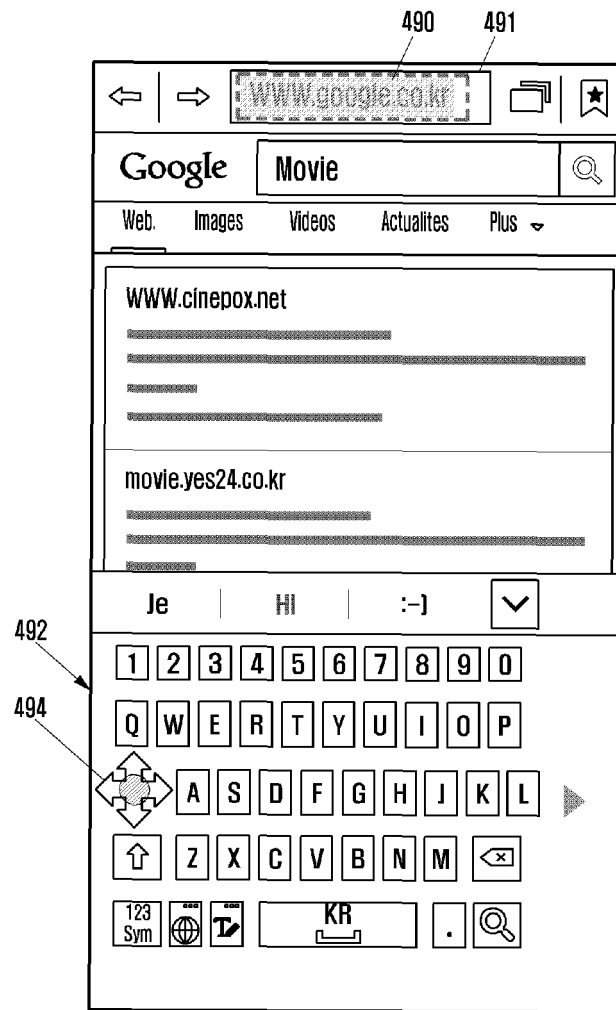 490 491
WWW.google.co.kr
Google Movie
Web. Images Videos Actualites Plus
WWW.cinepox.net
movie.yes24.co.kr
Je HI :-)
492
1 2 3 4 5 6 7 8 9 0
494
Q W E R T Y U I O P
A S D F G H J K L
Z X C V B N M
123
Sym
KR
.